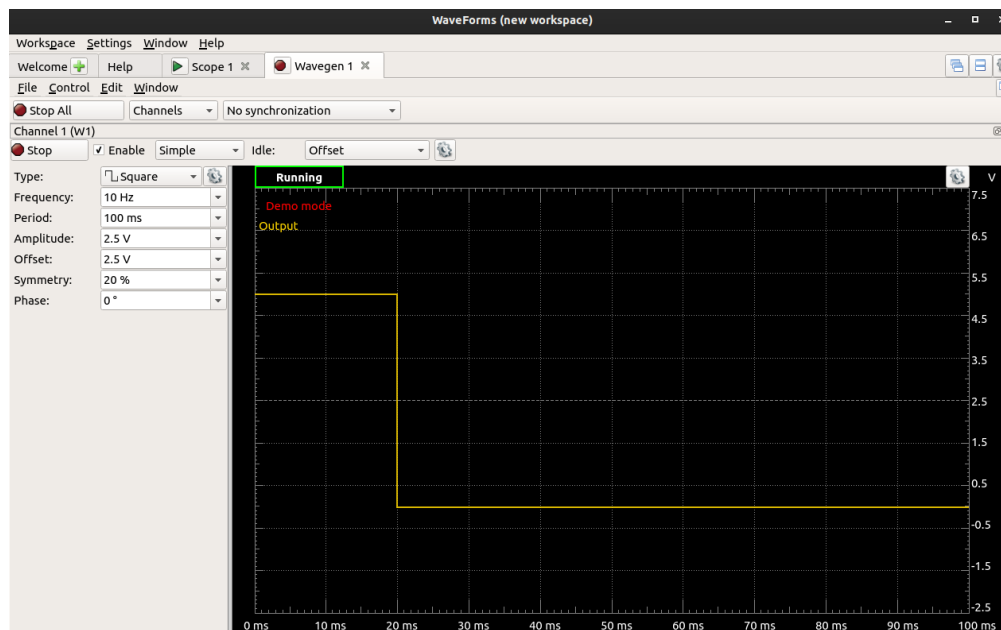 WaveForms (new workspace)
Workspace Settings Window Help
Welcome Help Scope 1 Wavegen 1
File Control Edit Window
Stop All Channels No synchronization
Channel 1 (W1)
Stop Enable Simple Idle: Offset
Type: Square
Frequency: 10 Hz
Period: 100 ms
Amplitude: 2.5 V
Offset: 2.5 V
Symmetry: 20 %
Phase: 0 °
Running V
Demo mode
Output
7.5
6.5
5.5
4.5
3.5
2.5
1.5
0.5
-0.5
-1.5
-2.5
0 ms 10 ms 20 ms 30 ms 40 ms 50 ms 60 ms 70 ms 80 ms 90 ms 100 ms